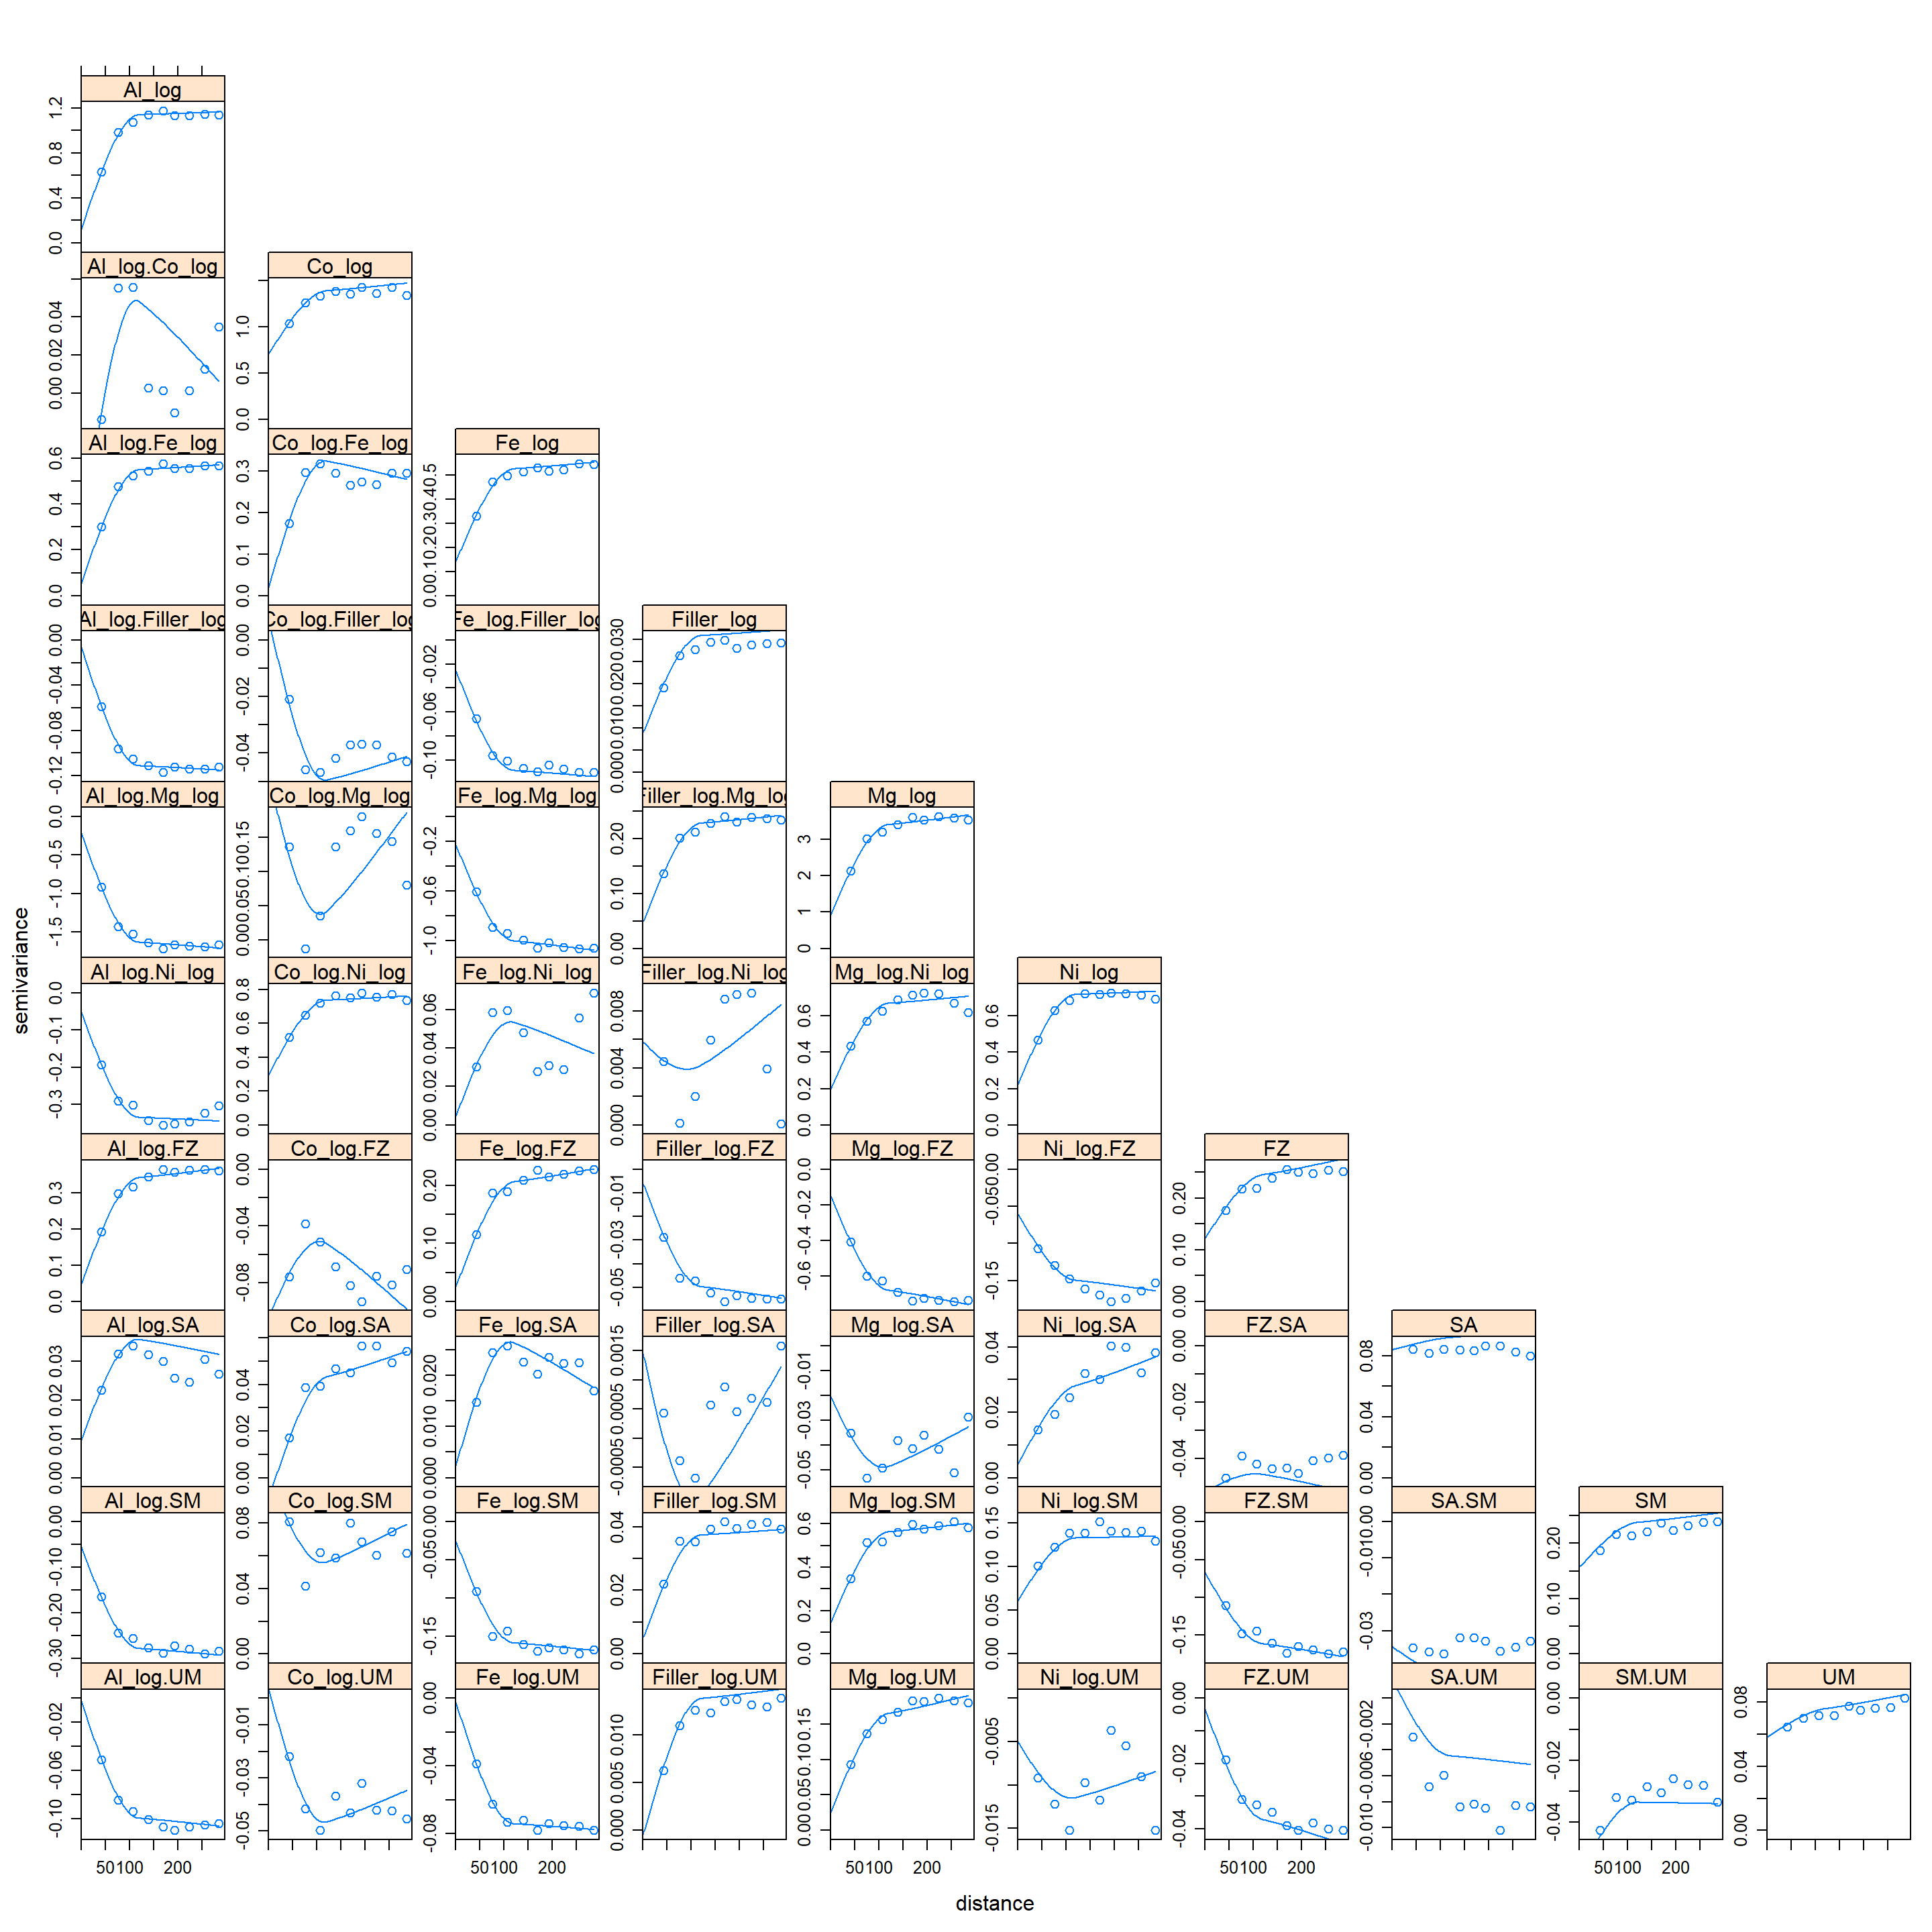 Al_log
0.0 0.4 0.8 1.2
Al_log.Co_log Co_log
0.00 0.02 0.04
0.0 0.5 1.0
Al_log.Fe_log Co_log.Fe_log Fe_log
0.0 0.2 0.4 0.6
0.0 0.1 0.2 0.3
0.00.10.20.30.40.5
Al_log.Filler_log Co_log.Filler_log Fe_log.Filler_log Filler_log
-0.12 -0.08 -0.04 0.00
-0.04 -0.02 0.00
-0.10 -0.06 -0.02
0.000 0.010 0.020 0.030
Al_log.Mg_log Co_log.Mg_log Fe_log.Mg_log Filler_log.Mg_log Mg_log
-1.5 -1.0 -0.5 0.0
0.00 0.05 0.10 0.15
-1.0 -0.6 -0.2
0.00 0.10 0.20
0 1 2 3
Al_log.Ni_log Co_log.Ni_log Fe_log.Ni_log Filler_log.Ni_log Mg_log.Ni_log Ni_log
-0.3 -0.2 -0.1 0.0
0.0 0.2 0.4 0.6 0.8
0.00 0.02 0.04 0.06
0.000 0.004 0.008
0.0 0.2 0.4 0.6
0.0 0.2 0.4 0.6
Al_log.FZ Co_log.FZ Fe_log.FZ Filler_log.FZ Mg_log.FZ Ni_log.FZ FZ
0.0 0.1 0.2 0.3
-0.08 -0.04 0.00
0.00 0.10 0.20
-0.05 -0.03 -0.01
-0.6 -0.4 -0.2 0.0
-0.15 -0.05 0.00
0.00 0.10 0.20
Al_log.SA Co_log.SA Fe_log.SA Filler_log.SA Mg_log.SA Ni_log.SA FZ.SA SA
0.00 0.01 0.02 0.03
0.00 0.02 0.04
0.000 0.010 0.020
-0.0005 0.0005 0.0015
-0.05 -0.03 -0.01
0.00 0.02 0.04
-0.04 -0.02 0.00
0.00 0.04 0.08
Al_log.SM Co_log.SM Fe_log.SM Filler_log.SM Mg_log.SM Ni_log.SM FZ.SM SA.SM SM
-0.30 -0.20 -0.10 0.00
0.00 0.04 0.08
-0.15 -0.05 0.00
0.00 0.02 0.04
0.0 0.2 0.4 0.6
0.00 0.05 0.10 0.15
-0.15 -0.05 0.00
-0.03 -0.01 0.00
0.00 0.10 0.20
Al_log.UM Co_log.UM Fe_log.UM Filler_log.UM Mg_log.UM Ni_log.UM FZ.UM SA.UM SM.UM UM
-0.10 -0.06 -0.02
-0.05 -0.03 -0.01
-0.08 -0.04 0.00
0.000 0.005 0.010
0.00 0.05 0.10 0.15
-0.015 -0.005
-0.04 -0.02 0.00
-0.010 -0.006 -0.002
-0.04 -0.02 0.00
0.00 0.04 0.08
50 100 200 50 100 200 50 100 200 50 100 200 50 100 200
semivariance
distance